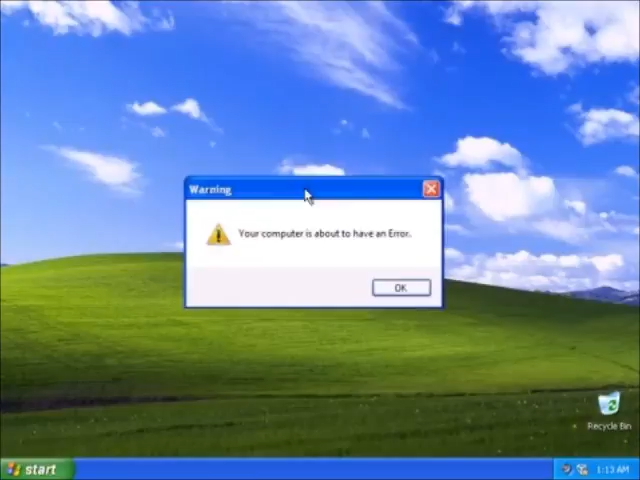 Warning
Your computer is about to have an Error.
OK
Recycle Bin
start
1:13 AM